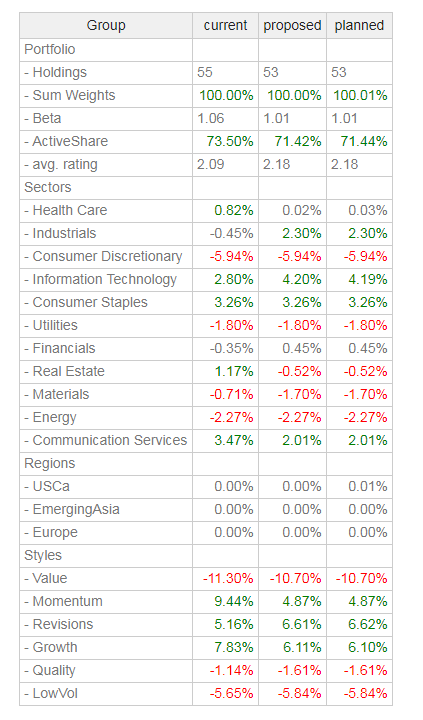 Group current proposed planned
Portfolio
- Holdings 55 53 53
- Sum Weights 100.00% 100.00% 100.01%
- Beta 1.06 1.01 1.01
- ActiveShare 73.50% 71.42% 71.44%
- avg. rating 2.09 2.18 2.18
Sectors
- Health Care 0.82% 0.02% 0.03%
- Industrials -0.45% 2.30% 2.30%
- Consumer Discretionary -5.94% -5.94% -5.94%
- Information Technology 2.80% 4.20% 4.19%
- Consumer Staples 3.26% 3.26% 3.26%
- Utilities -1.80% -1.80% -1.80%
- Financials -0.35% 0.45% 0.45%
- Real Estate 1.17% -0.52% -0.52%
- Materials -0.71% -1.70% -1.70%
- Energy -2.27% -2.27% -2.27%
- Communication Services 3.47% 2.01% 2.01%
Regions
- USCa 0.00% 0.00% 0.01%
- EmergingAsia 0.00% 0.00% 0.00%
- Europe 0.00% 0.00% 0.00%
Styles
- Value -11.30% -10.70% -10.70%
- Momentum 9.44% 4.87% 4.87%
- Revisions 5.16% 6.61% 6.62%
- Growth 7.83% 6.11% 6.10%
- Quality -1.14% -1.61% -1.61%
- LowVol -5.65% -5.84% -5.84%